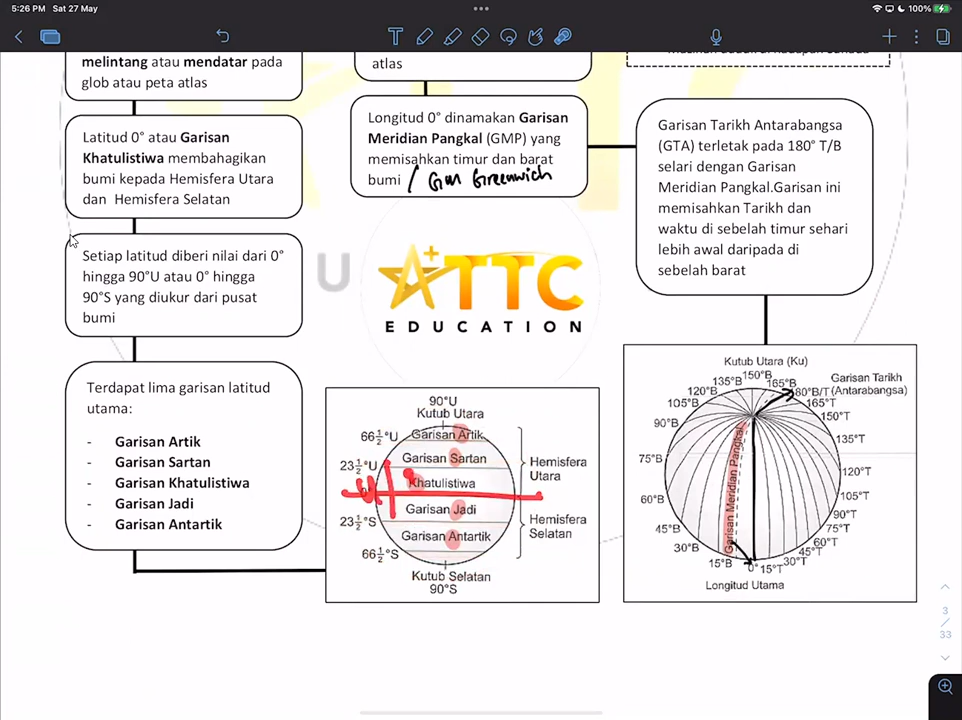 5:26 PM Sat 27 May
100%
melintang atau mendatar pada
glob atau peta atlas
Latitud 0° atau Garisan
Khatulistiwa membahagikan
bumi kepada Hemisfera Utara
dan Hemisfera Selatan
Setiap latitud diberi nilai dari 0°
hingga 90°U atau 0° hingga
90°S yang diukur dari pusat
bumi
Terdapat lima garisan latitud
utama:
- Garisan Artik
- Garisan Sartan
- Garisan Khatulistiwa
- Garisan Jadi
- Garisan Antartik
atlas
Longitud 0° dinamakan Garisan
Meridian Pangkal (GMP) yang
memisahkan timur dan barat
bumi / Greenwich
Garisan Tarikh Antarabangsa
(GTA) terletak pada 180° T/B
selari dengan Garisan
Meridian Pangkal.Garisan ini
memisahkan Tarikh dan
waktu di sebelah timur sehari
lebih awal daripada di
sebelah barat
U
A+TTC
EDUCATION
90°U
Kutub Utara
66½°U
Garisan Artik
23½°U
Garisan Sartan
Khatulistiwa
23½°S
Garisan Jadi
66½°S
Garisan Antartik
Kutub Selatan
90°S
Hemisfera
Utara
Hemisfera
Selatan
Kutub Utara (Ku)
150°B
135°B
165°B
120°B
180°B/T
Garisan Tarikh
(Antarabangsa)
105°B
165°T
90°B
150°T
75°B
135°T
60°B
120°T
45°B
105°T
30°B
90°T
15°B
75°T
0°
60°T
15°T
45°T
30°T
Garisan Meridian Pangkal
Longitud Utama
3
/
33